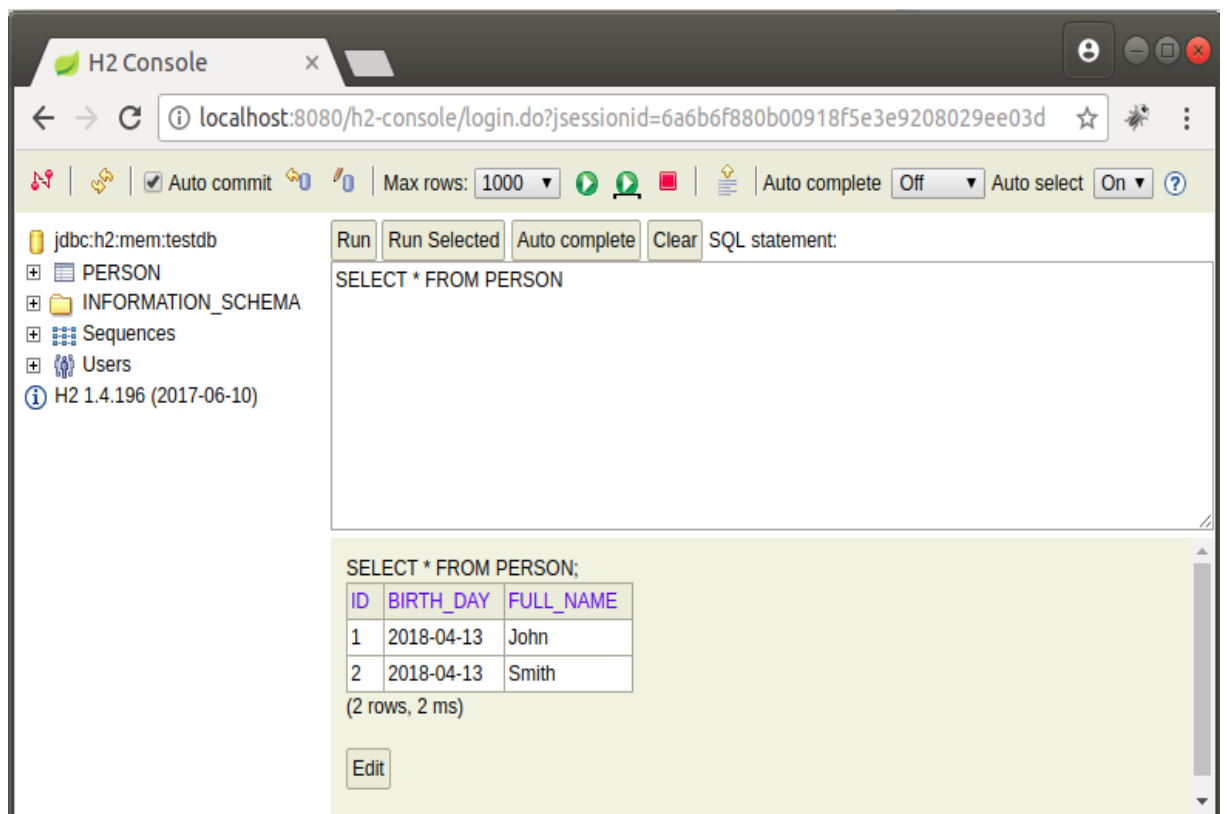 H2 Console
localhost:8080/h2-console/login.do?jsessionid=6a6b6f880b00918f5e3e9208029ee03d
Auto commit Max rows: 1000 Auto complete Off Auto select On
jdbc:h2:mem:testdb
PERSON
INFORMATION_SCHEMA
Sequences
Users
H2 1.4.196 (2017-06-10)
Run Run Selected Auto complete Clear SQL statement:
SELECT * FROM PERSON
SELECT * FROM PERSON;
ID BIRTH_DAY FULL_NAME
1 2018-04-13 John
2 2018-04-13 Smith
(2 rows, 2 ms)
Edit